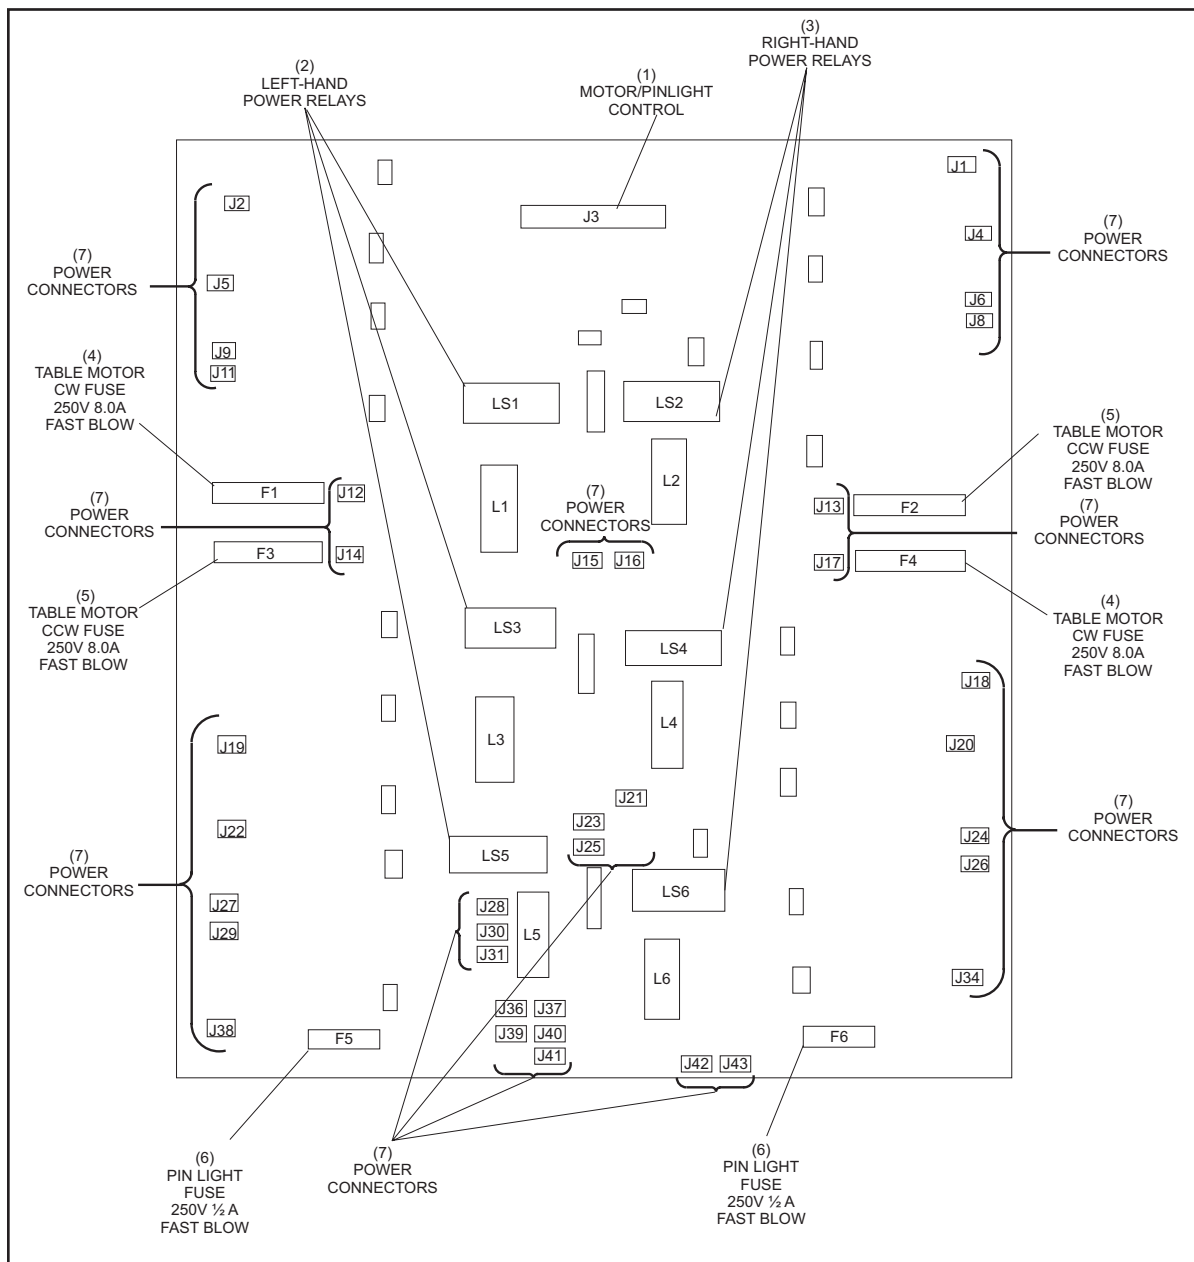 (3)
RIGHT-HAND
POWER RELAYS
(2)
LEFT-HAND
POWER RELAYS
(1)
MOTOR/PINLIGHT
CONTROL
J1
J2
J3
J4
(7)
POWER
CONNECTORS
(7)
POWER
CONNECTORS
J5
J6
J8
J9
J11
(4)
TABLE MOTOR
CW FUSE
250V 8.0A
FAST BLOW
LS1
LS2
(5)
TABLE MOTOR
CCW FUSE
250V 8.0A
FAST BLOW
L1
L2
F1
J12
(7)
POWER
CONNECTORS
J13
F2
(7)
POWER
CONNECTORS
(7)
POWER
CONNECTORS
F3
J14
J15
J16
J17
F4
(5)
TABLE MOTOR
CCW FUSE
250V 8.0A
FAST BLOW
(4)
TABLE MOTOR
CW FUSE
250V 8.0A
FAST BLOW
LS3
LS4
J18
L3
L4
J19
J20
J21
J22
J23
J24
(7)
POWER
CONNECTORS
J25
J26
LS5
(7)
POWER
CONNECTORS
LS6
J27
J28
J29
J30
J31
L5
L6
J34
J36
J37
J38
F5
J39
J40
F6
J41
J42
J43
(6)
PIN LIGHT
FUSE
250V ½ A
FAST BLOW
(7)
POWER
CONNECTORS
(6)
PIN LIGHT
FUSE
250V ½ A
FAST BLOW